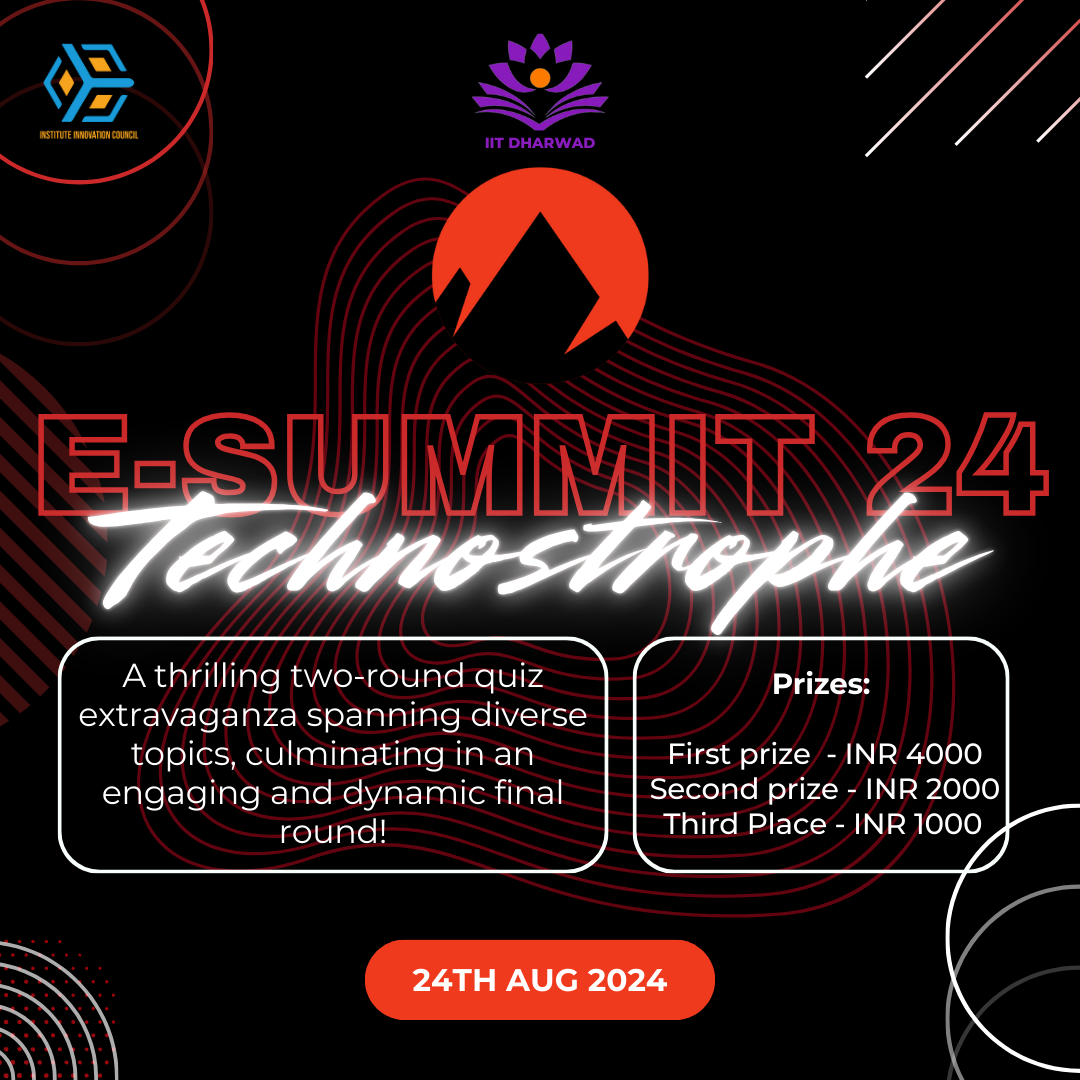 INSTITUTE INNOVATION COUNCIL
IIT DHARWAD
E-SUMMIT 24
Technostrophe
A thrilling two-round quiz
extravaganza spanning diverse
topics, culminating in an
engaging and dynamic final
round!
Prizes:
First prize - INR 4000
Second prize - INR 2000
Third Place - INR 1000
24TH AUG 2024